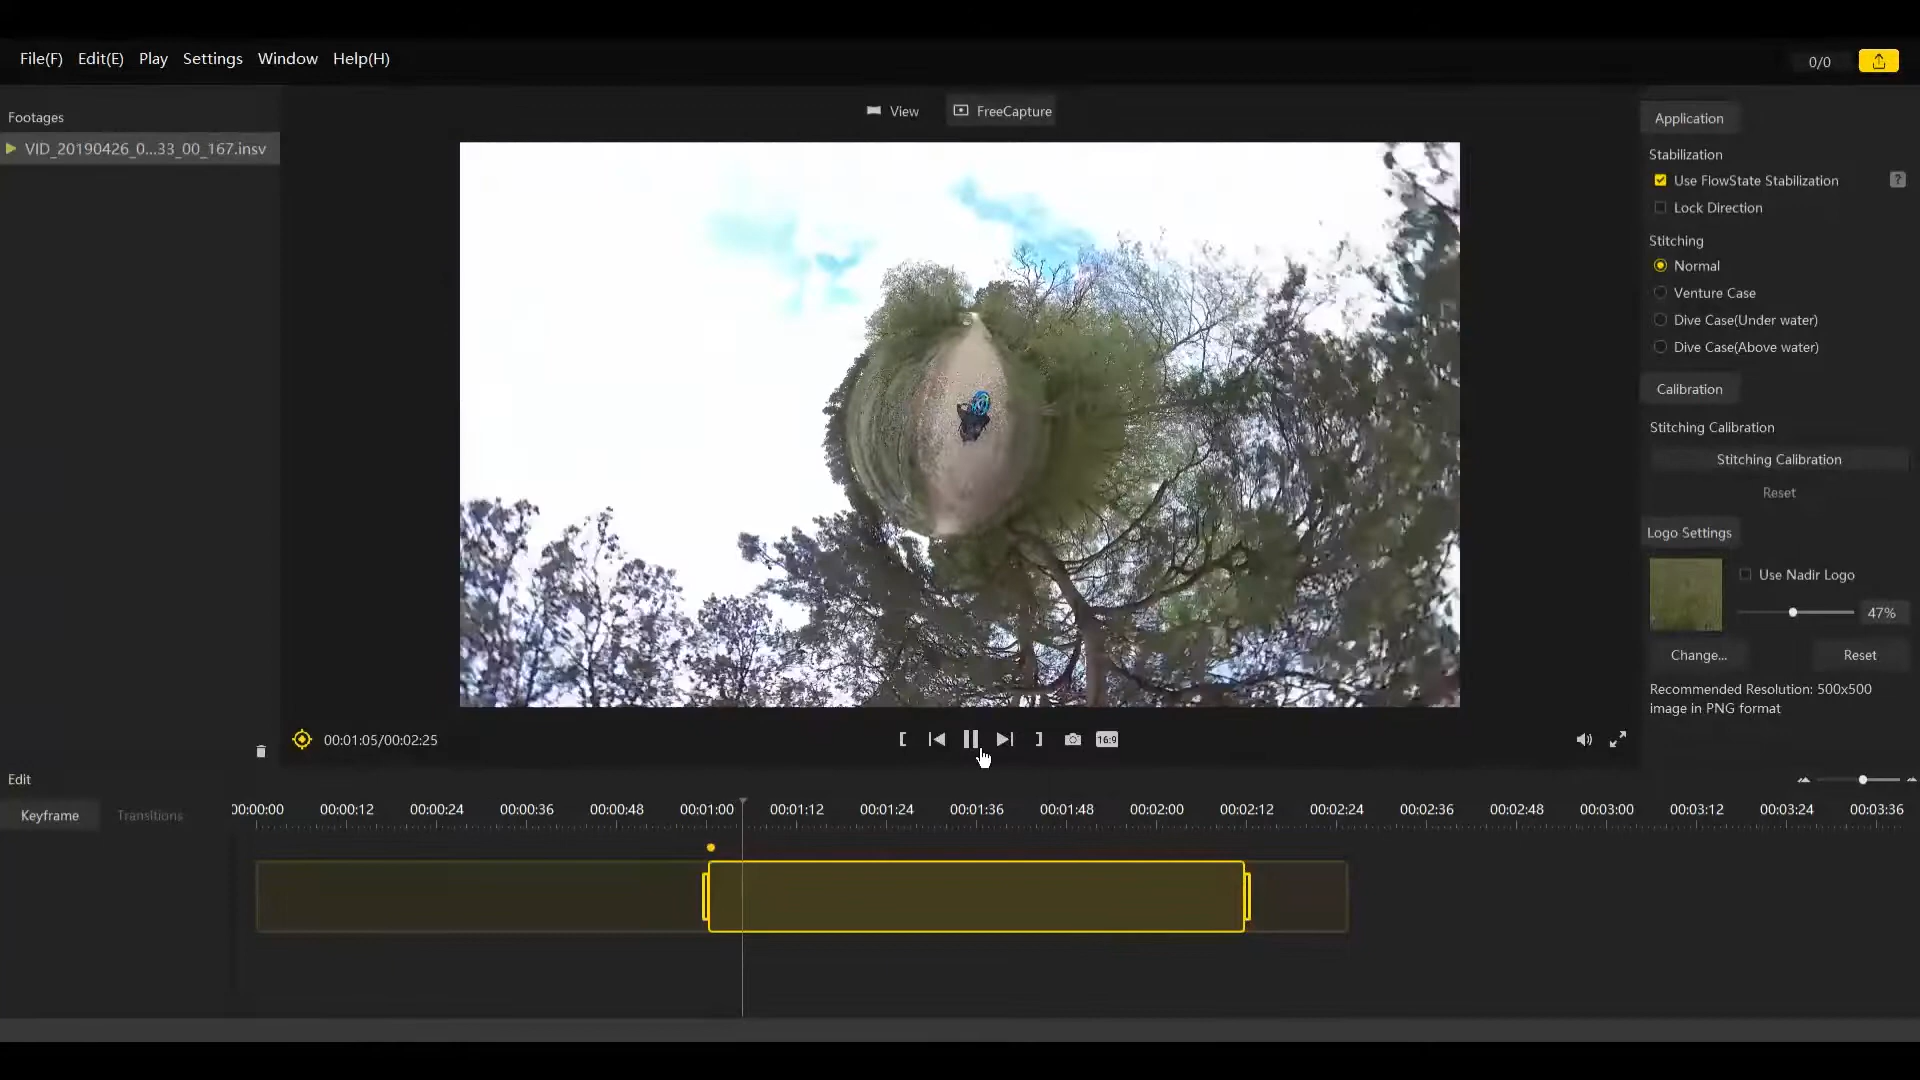 File(F) Edit(E) Play Settings Window Help(H)
0/0
Footages
VID_20190426_0...33_00_167.insv
View FreeCapture
Application
Stabilization
Use FlowState Stabilization ?
Lock Direction
Stitching
Normal
Venture Case
Dive Case(Under water)
Dive Case(Above water)
Calibration
Stitching Calibration
Stitching Calibration
Reset
Logo Settings
Use Nadir Logo
47%
Change... Reset
Recommended Resolution: 500x500
image in PNG format
00:01:05/00:02:25
16:9
Edit
Keyframe Transitions
00:00:00 00:00:12 00:00:24 00:00:36 00:00:48 00:01:00 00:01:12 00:01:24 00:01:36 00:01:48 00:02:00 00:02:12 00:02:24 00:02:36 00:02:48 00:03:00 00:03:12 00:03:24 00:03:36